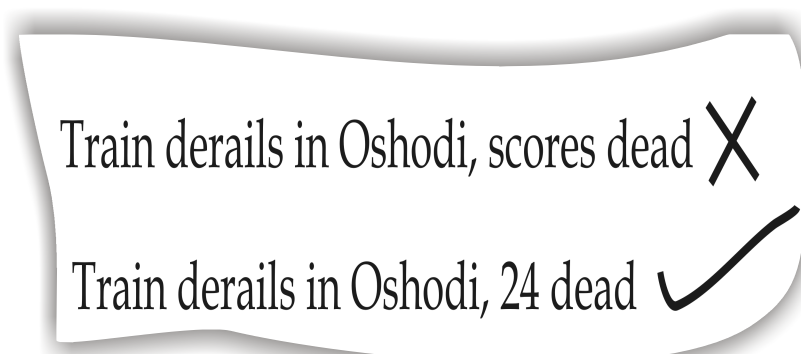 Train derails in Oshodi, scores dead
Train derails in Oshodi, 24 dead